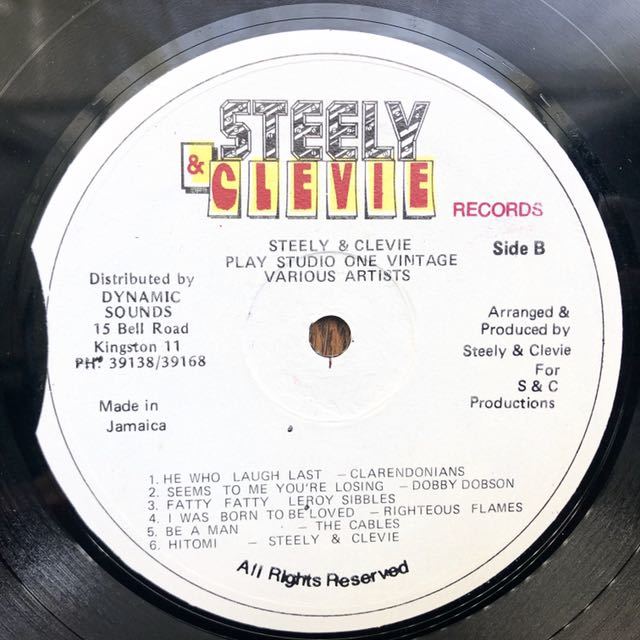 STEELY
& CLEVIE
RECORDS
STEELY & CLEVIE
PLAY STUDIO ONE VINTAGE
VARIOUS ARTISTS
Side B
Distributed by
DYNAMIC
SOUNDS
15 Bell Road
Kingston 11
PH: 39138/39168
Made in
Jamaica
Arranged &
Produced by
Steely & Clevie
For
S & C
Productions
1. HE WHO LAUGH LAST – CLARENDONIANS
2. SEEMS TO ME YOU'RE LOSING – DOBBY DOBSON
3. FATTY FATTY LEROY SIBBLES
4. I WAS BORN TO BE LOVED – RIGHTEOUS FLAMES
5. BE A MAN – THE CABLES
6. HITOMI – STEELY & CLEVIE
All Rights Reserved